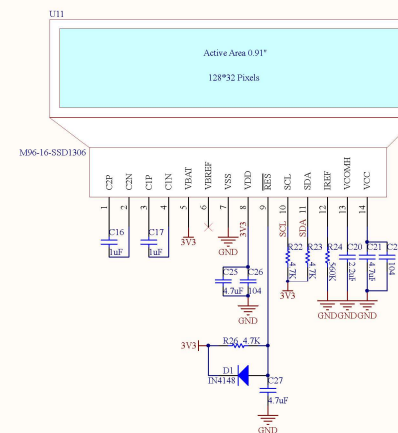 U11
Active Area 0.91"
128*32 Pixels
M96-16-SSD1306
C2P
C2N
C1P
C1N
VBAT
VBREF
VSS
VDD
RES
SCL
SDA
IREF
VCOMH
VCC
1
2
3
4
5
6
7
8
9
10
11
12
13
14
C16
1uF
C17
1uF
3V3
GND
3V3
SCL
SDA
R22
4.7K
R23
4.7K
R24
560K
C20
2.2uF
C21
4.7uF
104
3V3
GND
GND
GND
C25
4.7uF
C26
104
GND
3V3
R26
4.7K
D1
IN4148
C27
4.7uF
GND